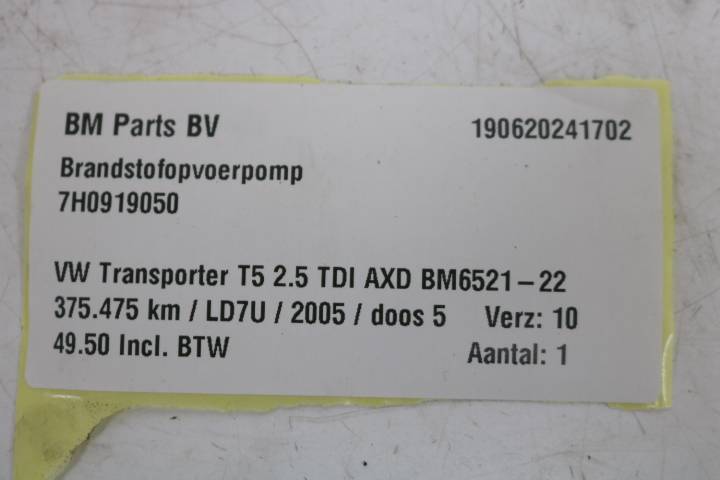 BM Parts BV 190620241702
Brandstofopvoerpomp
7H0919050
VW Transporter T5 2.5 TDI AXD BM6521-22
375.475 km / LD7U / 2005 / doos 5 Verz: 10
49.50 Incl. BTW Aantal: 1